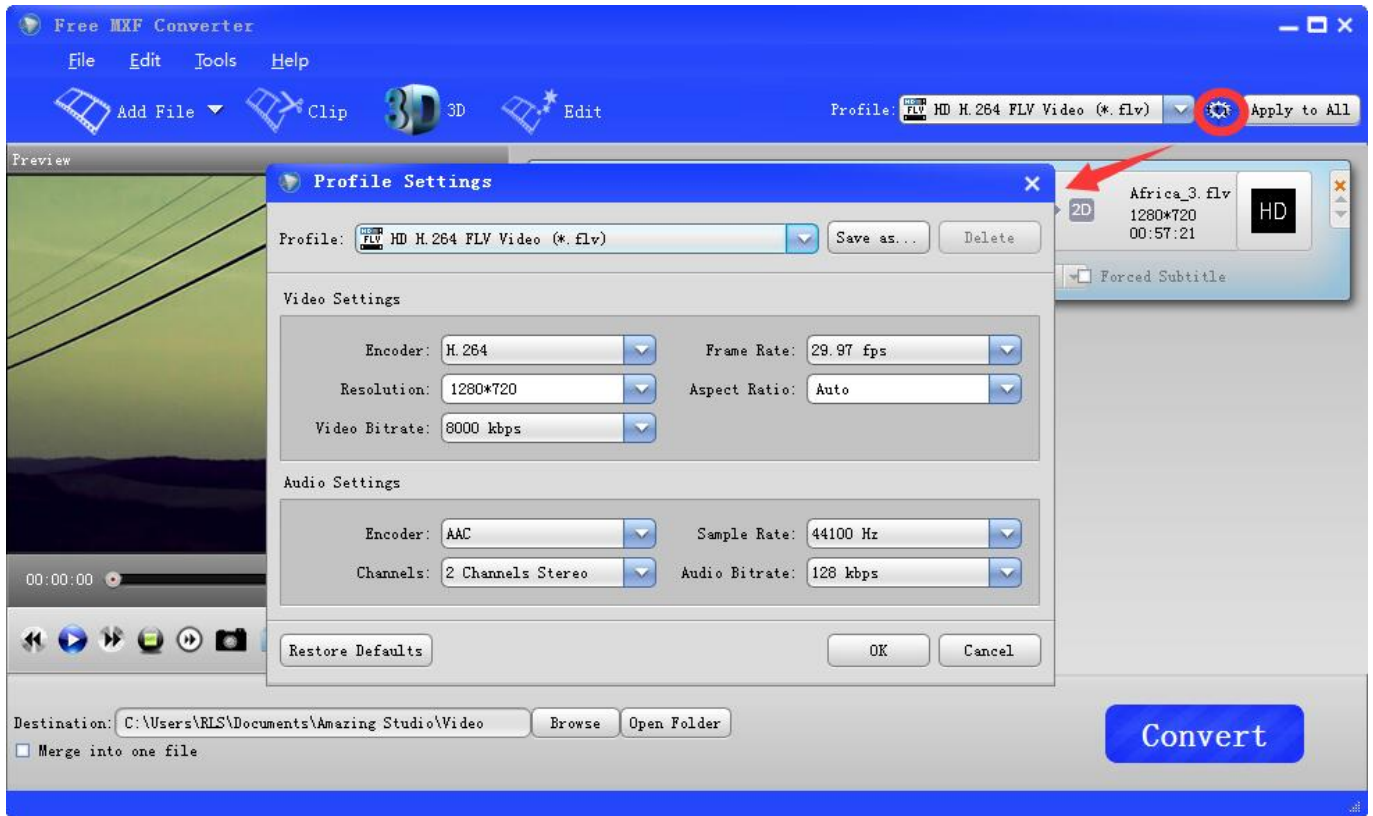 Free MXF Converter
File Edit Tools Help
Add File Clip 3D 3D Edit Profile: FLV HD H.264 FLV Video (*.flv) Apply to All
Preview
Profile Settings
Profile: HD FLV HD H.264 FLV Video (*.flv) Save as... Delete
Video Settings
Encoder: H.264 Frame Rate: 29.97 fps
Resolution: 1280*720 Aspect Ratio: Auto
Video Bitrate: 8000 kbps
Audio Settings
Encoder: AAC Sample Rate: 44100 Hz
Channels: 2 Channels Stereo Audio Bitrate: 128 kbps
Restore Defaults OK Cancel
2D
Africa_3.flv
1280*720
00:57:21
HD
Forced Subtitle
00:00:00
Destination: C:\Users\RLS\Documents\Amazing Studio\Video Browse Open Folder
Merge into one file
Convert